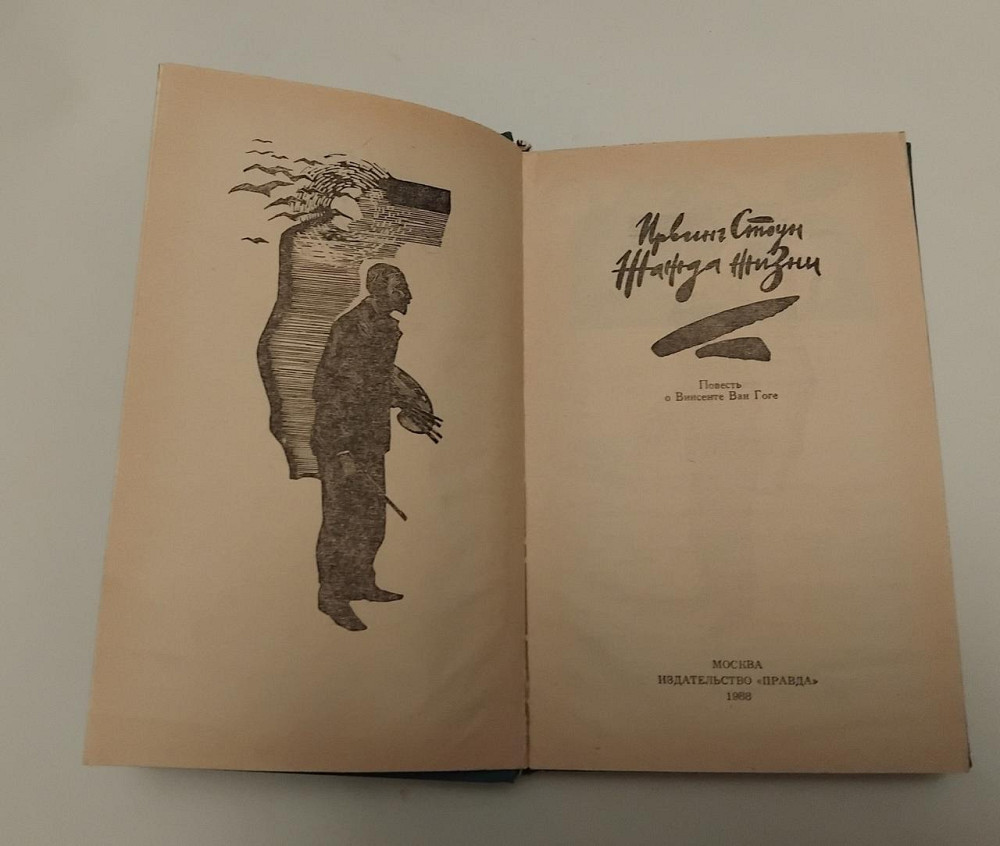 Ирвинг Стоун
Жажда жизни
Повесть
о Винсенте Ван Гоге
МОСКВА
ИЗДАТЕЛЬСТВО «ПРАВДА»
1988